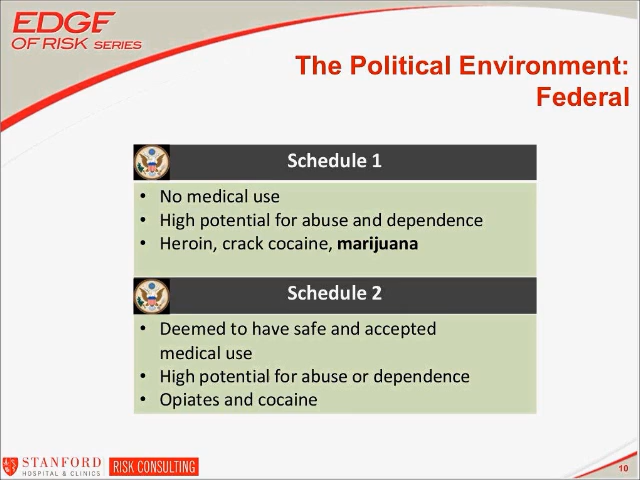 EDGE
OF RISK SERIES
The Political Environment:
Federal
Schedule 1
• No medical use
• High potential for abuse and dependence
• Heroin, crack cocaine, marijuana
Schedule 2
• Deemed to have safe and accepted
medical use
• High potential for abuse or dependence
• Opiates and cocaine
STANFORD
HOSPITAL & CLINICS
RISK CONSULTING
10